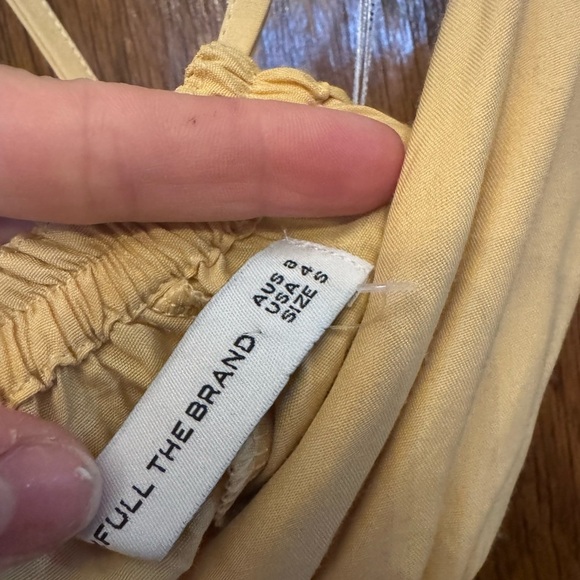 FULL THE BRAND
AUS 8
USA 4
SIZE S